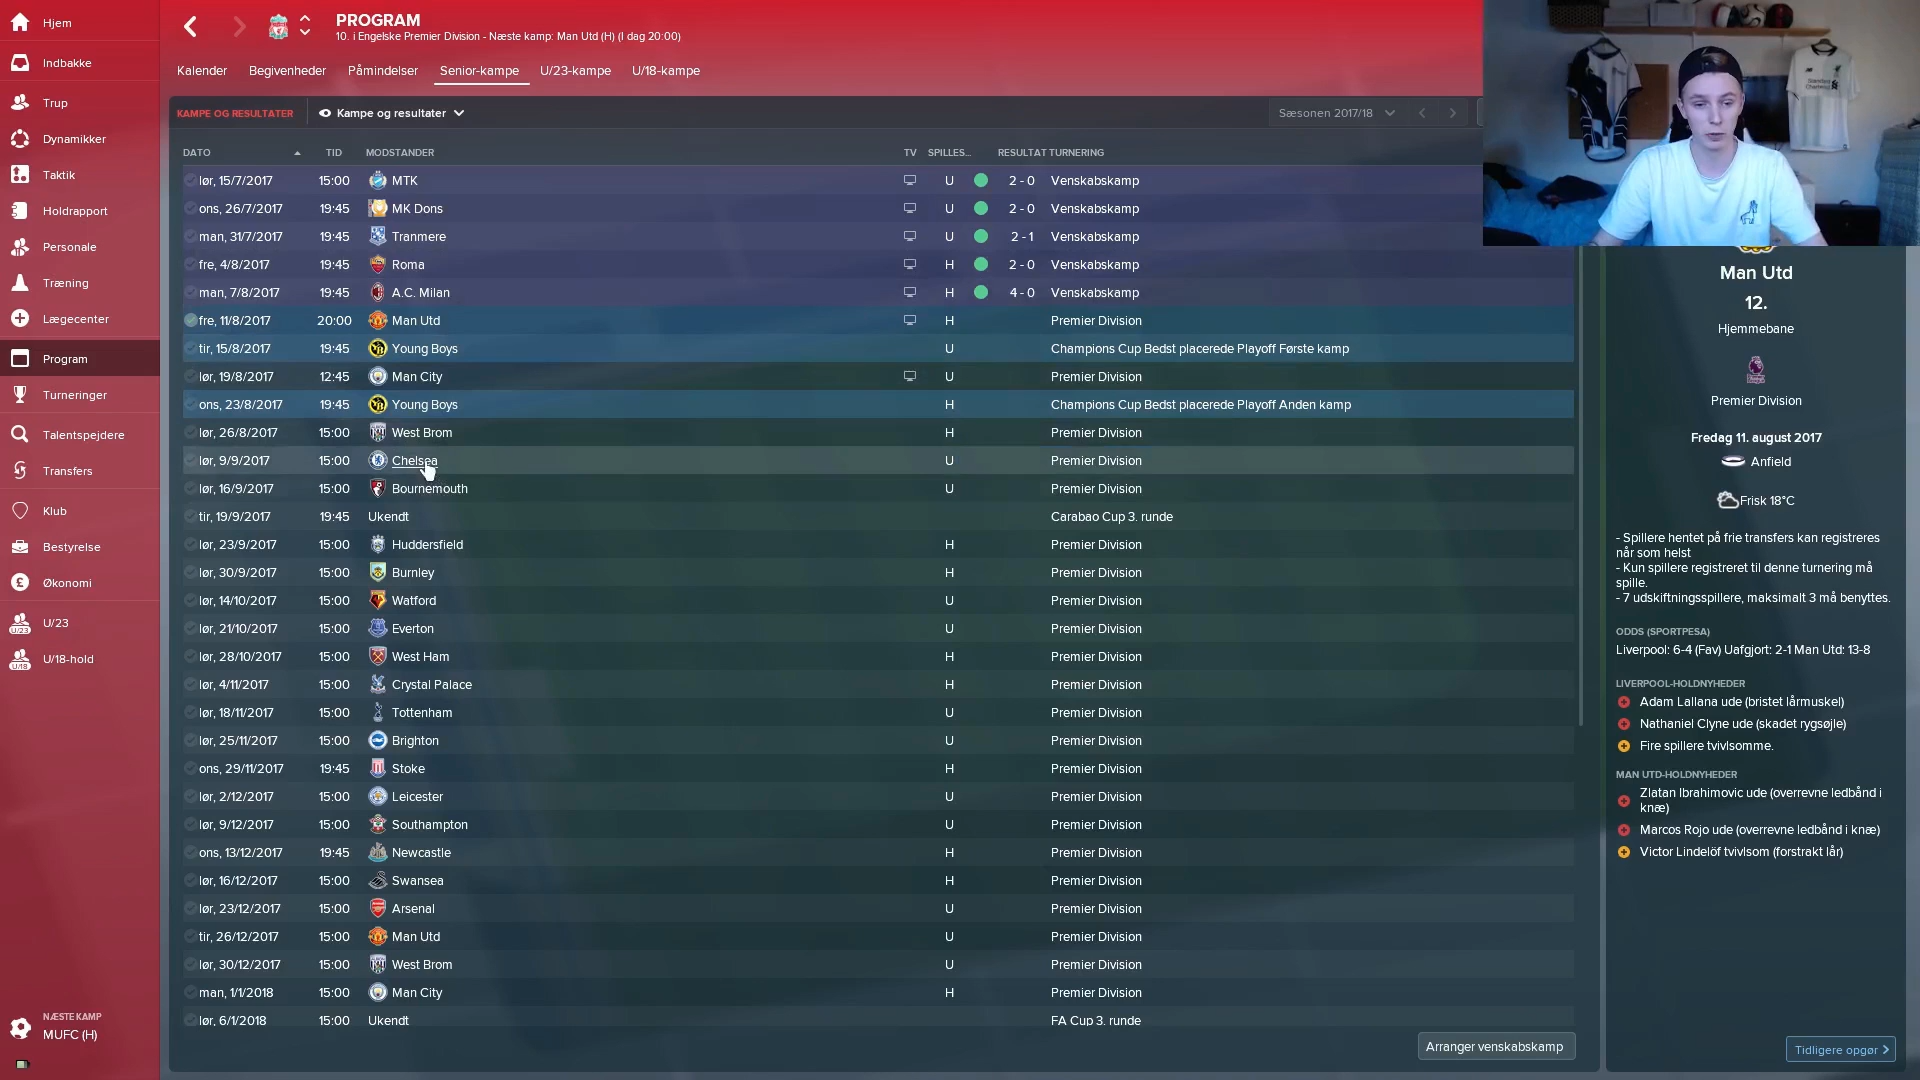 Hjem
Indbakke
Trup
Dynamikker
Taktik
Holdrapport
Personale
Træning
Lægecenter
Program
Turneringer
Talentspejdere
Transfers
Klub
Bestyrelse
Økonomi
U/23
U/18-hold
NÆSTE KAMP
MUFC (H)
PROGRAM
10. i Engelske Premier Division - Næste kamp: Man Utd (H) (I dag 20:00)
Kalender Begivenheder Påmindelser Senior-kampe U/23-kampe U/18-kampe
KAMPE OG RESULTATER Kampe og resultater Sæsonen 2017/18
DATO TID MODSTANDER TV SPILLES... RESULTAT TURNERING
lør, 15/7/2017 15:00 MTK U 2 - 0 Venskabskamp
ons, 26/7/2017 19:45 MK Dons U 2 - 0 Venskabskamp
man, 31/7/2017 19:45 Tranmere U 2 - 1 Venskabskamp
fre, 4/8/2017 19:45 Roma H 2 - 0 Venskabskamp
man, 7/8/2017 19:45 A.C. Milan H 4 - 0 Venskabskamp
fre, 11/8/2017 20:00 Man Utd H Premier Division
tir, 15/8/2017 19:45 Young Boys U Champions Cup Bedst placerede Playoff Første kamp
lør, 19/8/2017 12:45 Man City U Premier Division
ons, 23/8/2017 19:45 Young Boys H Champions Cup Bedst placerede Playoff Anden kamp
lør, 26/8/2017 15:00 West Brom H Premier Division
lør, 9/9/2017 15:00 Chelsea U Premier Division
lør, 16/9/2017 15:00 Bournemouth U Premier Division
tir, 19/9/2017 19:45 Ukendt Carabao Cup 3. runde
lør, 23/9/2017 15:00 Huddersfield H Premier Division
lør, 30/9/2017 15:00 Burnley H Premier Division
lør, 14/10/2017 15:00 Watford U Premier Division
lør, 21/10/2017 15:00 Everton U Premier Division
lør, 28/10/2017 15:00 West Ham H Premier Division
lør, 4/11/2017 15:00 Crystal Palace H Premier Division
lør, 18/11/2017 15:00 Tottenham U Premier Division
lør, 25/11/2017 15:00 Brighton U Premier Division
ons, 29/11/2017 19:45 Stoke H Premier Division
lør, 2/12/2017 15:00 Leicester U Premier Division
lør, 9/12/2017 15:00 Southampton U Premier Division
ons, 13/12/2017 19:45 Newcastle H Premier Division
lør, 16/12/2017 15:00 Swansea H Premier Division
lør, 23/12/2017 15:00 Arsenal U Premier Division
tir, 26/12/2017 15:00 Man Utd U Premier Division
lør, 30/12/2017 15:00 West Brom U Premier Division
man, 1/1/2018 15:00 Man City H Premier Division
lør, 6/1/2018 15:00 Ukendt FA Cup 3. runde
Arranger venskabskamp
Man Utd
12.
Hjemmebane
Premier Division
Fredag 11. august 2017
Anfield
Frisk 18°C
- Spillere hentet på frie transfers kan registreres
når som helst
- Kun spillere registreret til denne turnering må
spille.
- 7 udskiftningsspillere, maksimalt 3 må benyttes.
ODDS (SPORTPESA)
Liverpool: 6-4 (Fav) Uafgjort: 2-1 Man Utd: 13-8
LIVERPOOL-HOLDNYHEDER
Adam Lallana ude (bristet lårmuskel)
Nathaniel Clyne ude (skadet rygsøjle)
Fire spillere tvivlsomme.
MAN UTD-HOLDNYHEDER
Zlatan Ibrahimovic ude (overrevne ledbånd i
knæ)
Marcos Rojo ude (overrevne ledbånd i knæ)
Victor Lindelöf tvivlsom (forstrakt lår)
Tidligere opgør